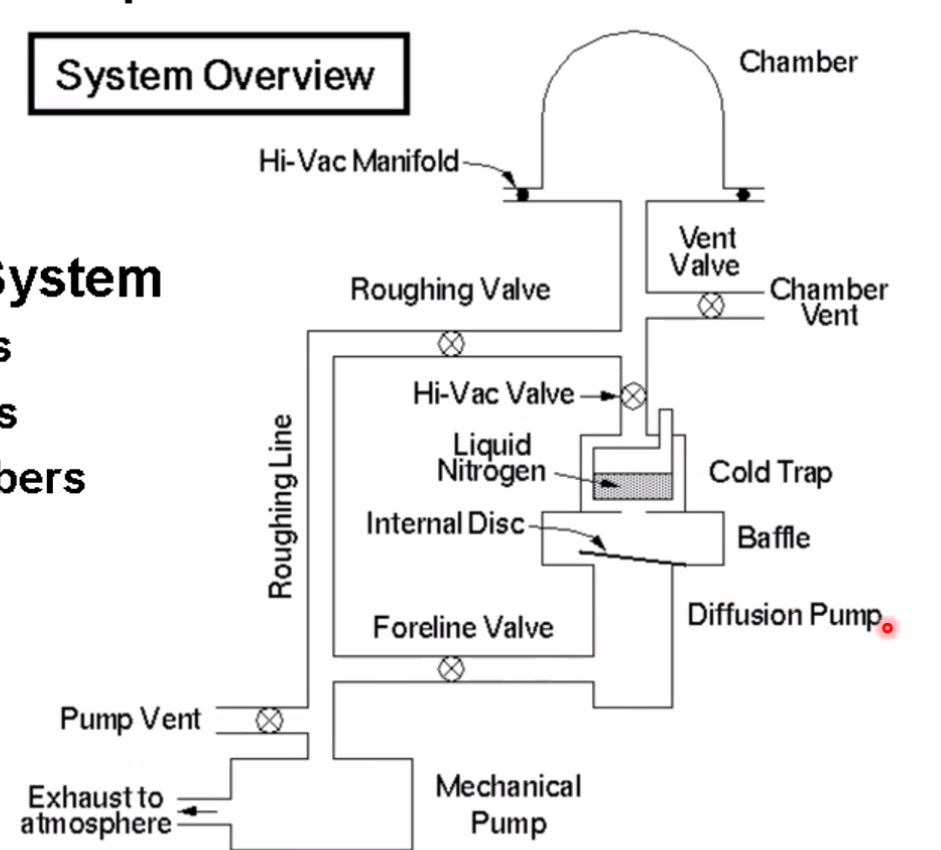 System Overview
Chamber
Hi-Vac Manifold
Vent
Valve
System
Roughing Valve
Chamber
Vent
s
Hi-Vac Valve
s
Liquid
Nitrogen
Cold Trap
bers
Roughing Line
Internal Disc
Baffle
Diffusion Pump
Foreline Valve
Pump Vent
Mechanical
Pump
Exhaust to
atmosphere